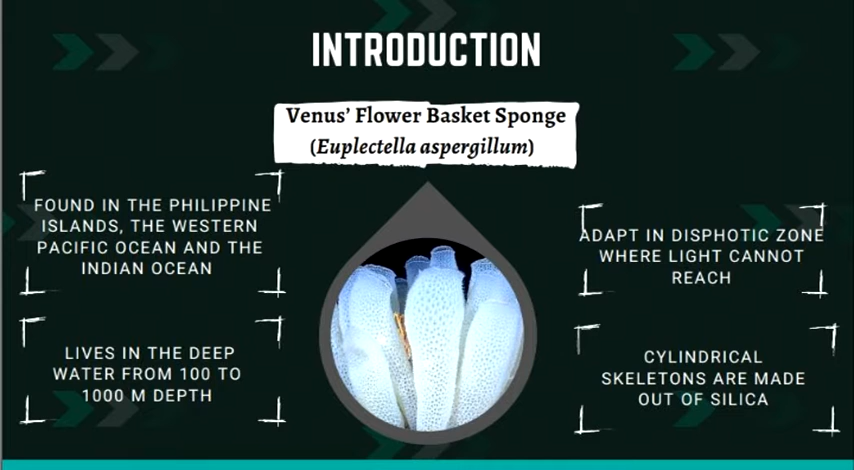 INTRODUCTION
Venus’ Flower Basket Sponge
(Euplectella aspergillum)
FOUND IN THE PHILIPPINE
ISLANDS, THE WESTERN
PACIFIC OCEAN AND THE
INDIAN OCEAN
LIVES IN THE DEEP
WATER FROM 100 TO
1000 M DEPTH
ADAPT IN DISPHOTIC ZONE
WHERE LIGHT CANNOT
REACH
CYLINDRICAL
SKELETONS ARE MADE
OUT OF SILICA